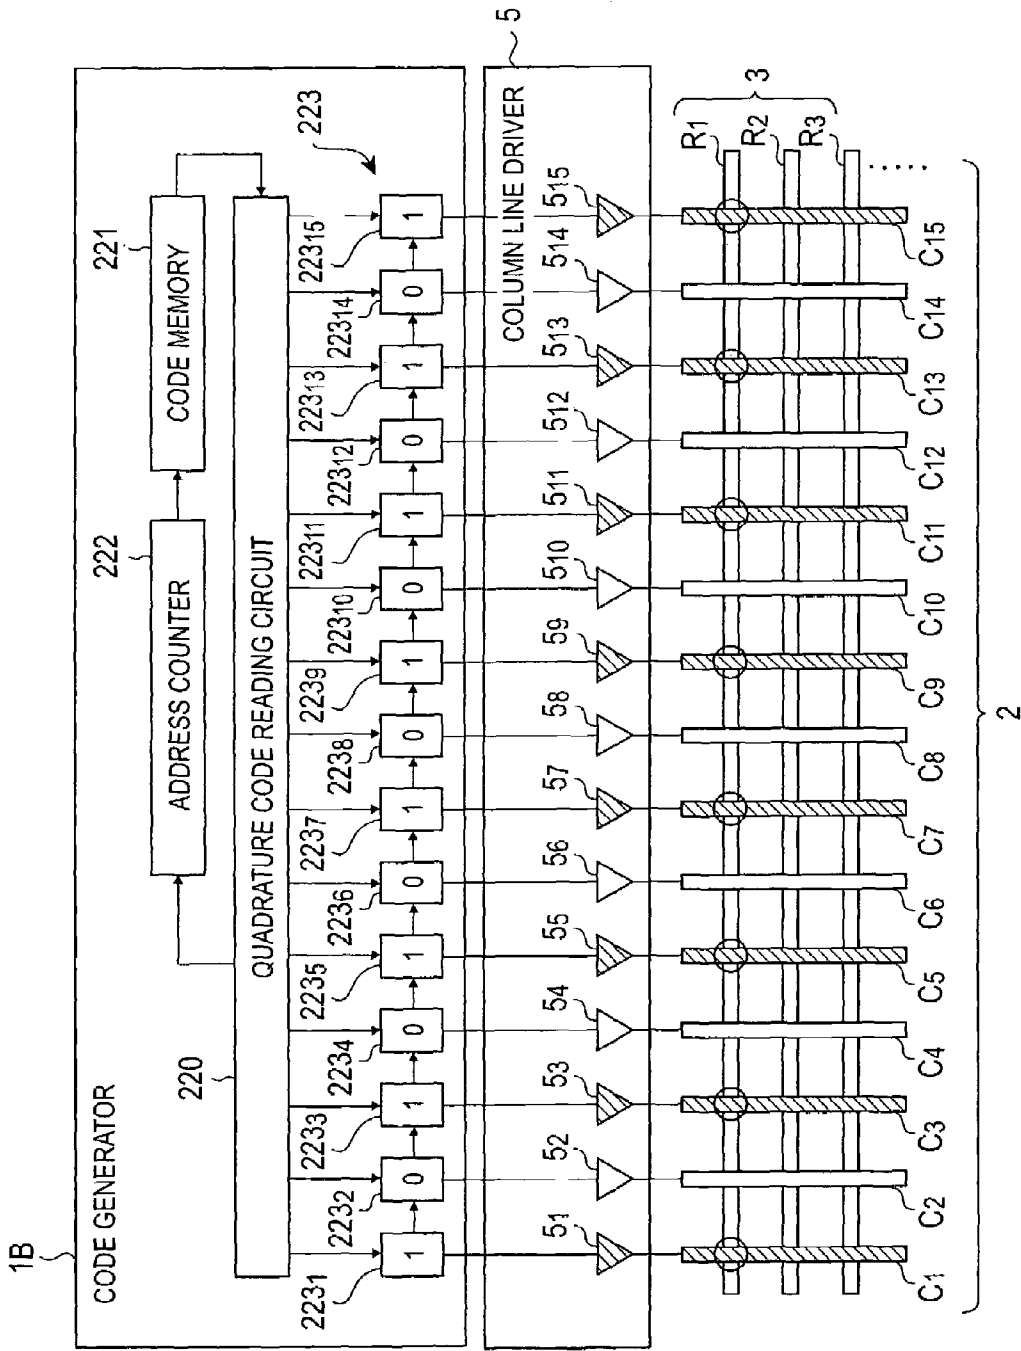 1B
CODE GENERATOR
222
221
ADDRESS COUNTER
CODE MEMORY
220
QUADRATURE CODE READING CIRCUIT
223
2231 2232 2233 2234 2235 2236 2237 2238 2239 22310 22311 22312 22313 22314 22315
1 0 1 0 1 0 1 0 1 0 1 0 1 0 1
5
COLUMN LINE DRIVER
51 52 53 54 55 56 57 58 59 510 511 512 513 514 515
3
R1
R2
R3
C1 C2 C3 C4 C5 C6 C7 C8 C9 C10 C11 C12 C13 C14 C15
2